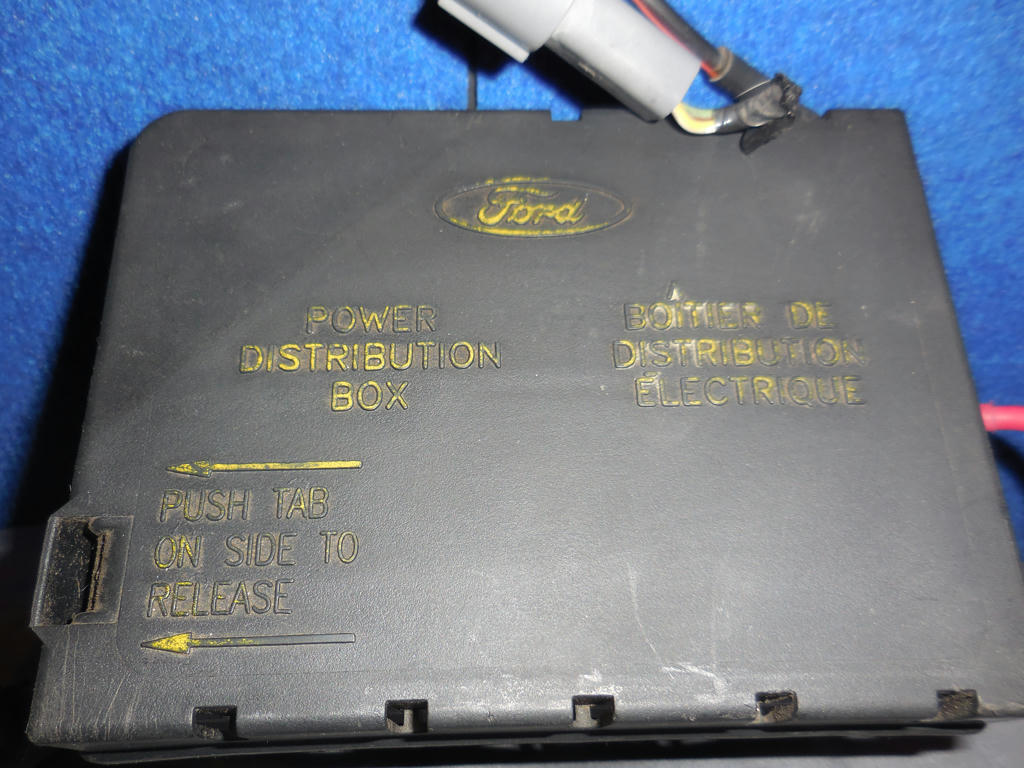 Ford
POWER
DISTRIBUTION
BOX
BOÎTIER DE
DISTRIBUTION
ÉLECTRIQUE
PUSH TAB
ON SIDE TO
RELEASE